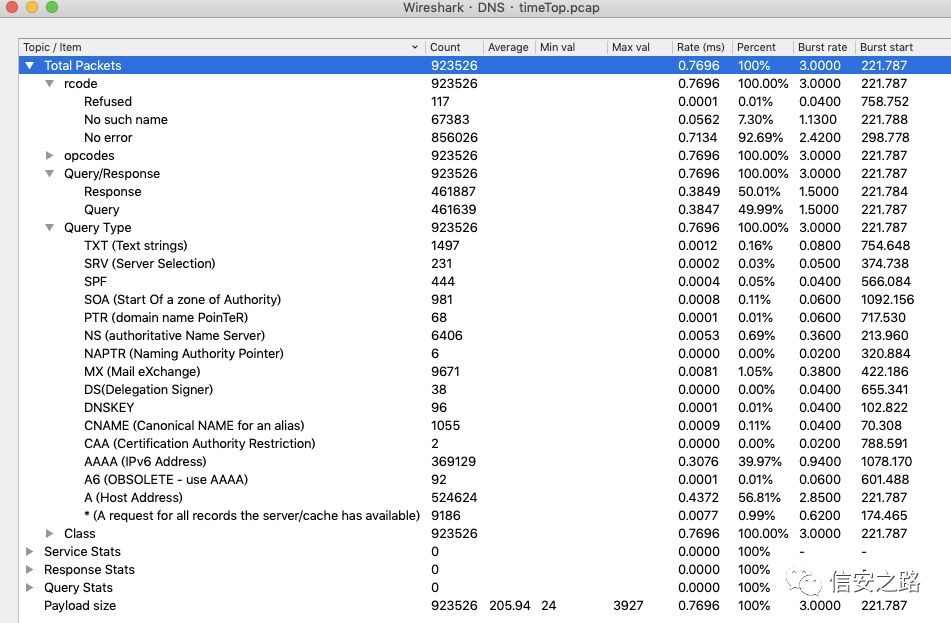 Wireshark · DNS · timeTop.pcap
Topic / Item Count Average Min val Max val Rate (ms) Percent Burst rate Burst start
Total Packets 923526 0.7696 100% 3.0000 221.787
rcode 923526 0.7696 100.00% 3.0000 221.787
Refused 117 0.0001 0.01% 0.0400 758.752
No such name 67383 0.0562 7.30% 1.1300 221.788
No error 856026 0.7134 92.69% 2.4200 298.778
opcodes 923526 0.7696 100.00% 3.0000 221.787
Query/Response 923526 0.7696 100.00% 3.0000 221.787
Response 461887 0.3849 50.01% 1.5000 221.784
Query 461639 0.3847 49.99% 1.5000 221.787
Query Type 923526 0.7696 100.00% 3.0000 221.787
TXT (Text strings) 1497 0.0012 0.16% 0.0800 754.648
SRV (Server Selection) 231 0.0002 0.03% 0.0500 374.738
SPF 444 0.0004 0.05% 0.0400 566.084
SOA (Start Of a zone of Authority) 981 0.0008 0.11% 0.0600 1092.156
PTR (domain name PoinTeR) 68 0.0001 0.01% 0.0600 717.530
NS (authoritative Name Server) 6406 0.0053 0.69% 0.3600 213.960
NAPTR (Naming Authority Pointer) 6 0.0000 0.00% 0.0200 320.884
MX (Mail eXchange) 9671 0.0081 1.05% 0.3800 422.186
DS(Delegation Signer) 38 0.0000 0.00% 0.0400 655.341
DNSKEY 96 0.0001 0.01% 0.0400 102.822
CNAME (Canonical NAME for an alias) 1055 0.0009 0.11% 0.0400 70.308
CAA (Certification Authority Restriction) 2 0.0000 0.00% 0.0200 788.591
AAAA (IPv6 Address) 369129 0.3076 39.97% 0.9400 1078.170
A6 (OBSOLETE - use AAAA) 92 0.0001 0.01% 0.0600 601.488
A (Host Address) 524624 0.4372 56.81% 2.8500 221.787
* (A request for all records the server/cache has available) 9186 0.0077 0.99% 0.6200 174.465
Class 923526 0.7696 100.00% 3.0000 221.787
Service Stats 0 0.0000 100% - -
Response Stats 0 0.0000 100%
Query Stats 0 0.0000 100%
Payload size 923526 205.94 24 3927 0.7696 100% 3.0000 221.787
信安之路